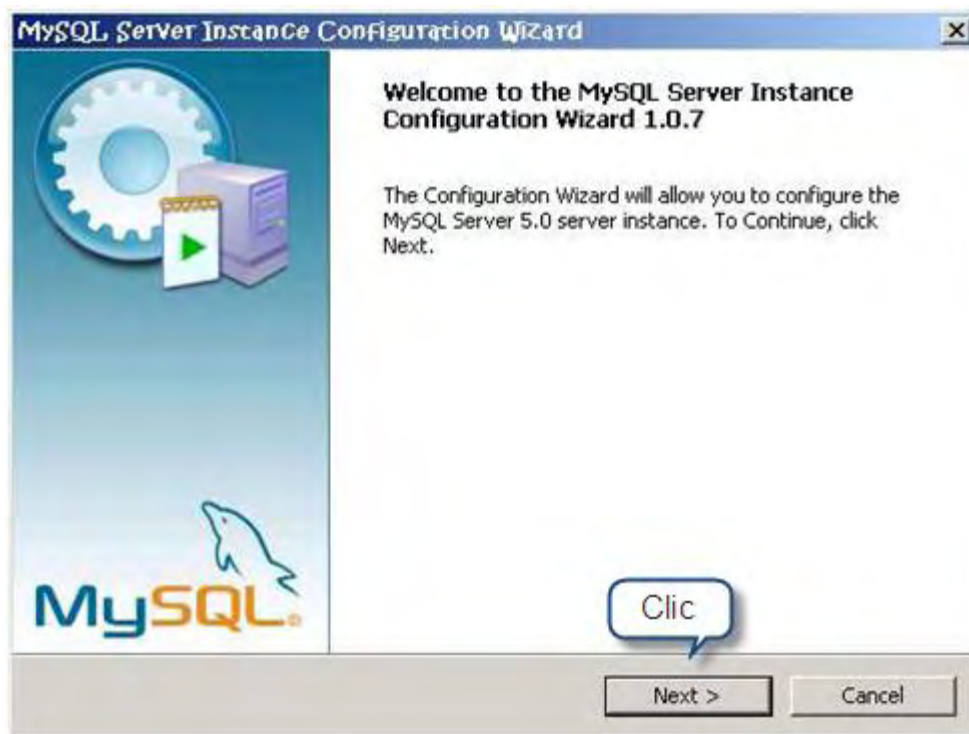 MySQL Server Instance Configuration Wizard
Welcome to the MySQL Server Instance
Configuration Wizard 1.0.7
The Configuration Wizard will allow you to configure the
MySQL Server 5.0 server instance. To Continue, click
Next.
MySQL®
Clic
Next >
Cancel